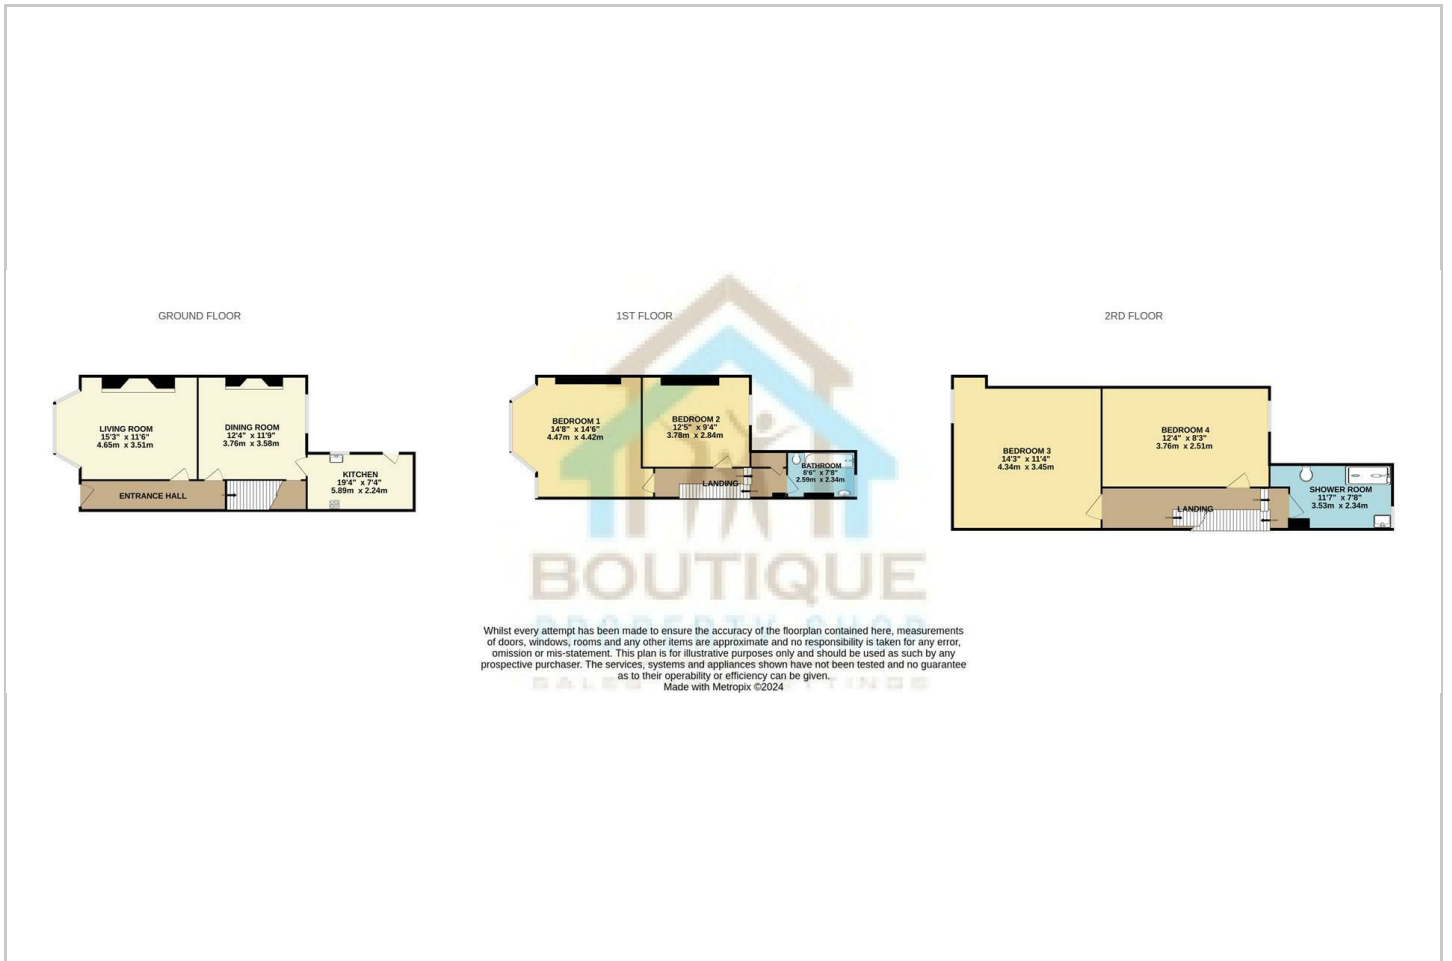 GROUND FLOOR
LIVING ROOM
15'3" x 11'6"
4.65m x 3.51m
DINING ROOM
12'4" x 11'9"
3.76m x 3.58m
KITCHEN
19'4" x 7'4"
5.89m x 2.24m
ENTRANCE HALL
1ST FLOOR
BEDROOM 1
14'8" x 14'6"
4.47m x 4.42m
BEDROOM 2
12'5" x 9'4"
3.78m x 2.84m
BATHROOM
8'6" x 7'8"
2.59m x 2.34m
LANDING
2RD FLOOR
BEDROOM 3
14'3" x 11'4"
4.34m x 3.45m
BEDROOM 4
12'4" x 8'3"
3.76m x 2.51m
SHOWER ROOM
11'7" x 7'8"
3.53m x 2.34m
LANDING
BOUTIQUE
PROPERTY SHOP
Whilst every attempt has been made to ensure the accuracy of the floorplan contained here, measurements
of doors, windows, rooms and any other items are approximate and no responsibility is taken for any error,
omission or mis-statement. This plan is for illustrative purposes only and should be used as such by any
prospective purchaser. The services, systems and appliances shown have not been tested and no guarantee
as to their operability or efficiency can be given.
Made with Metropix ©2024